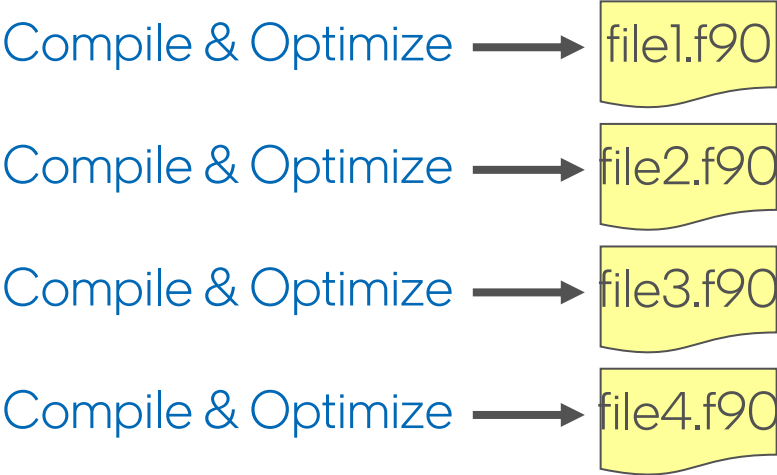 Compile & Optimize file1.f90
Compile & Optimize file2.f90
Compile & Optimize file3.f90
Compile & Optimize file4.f90